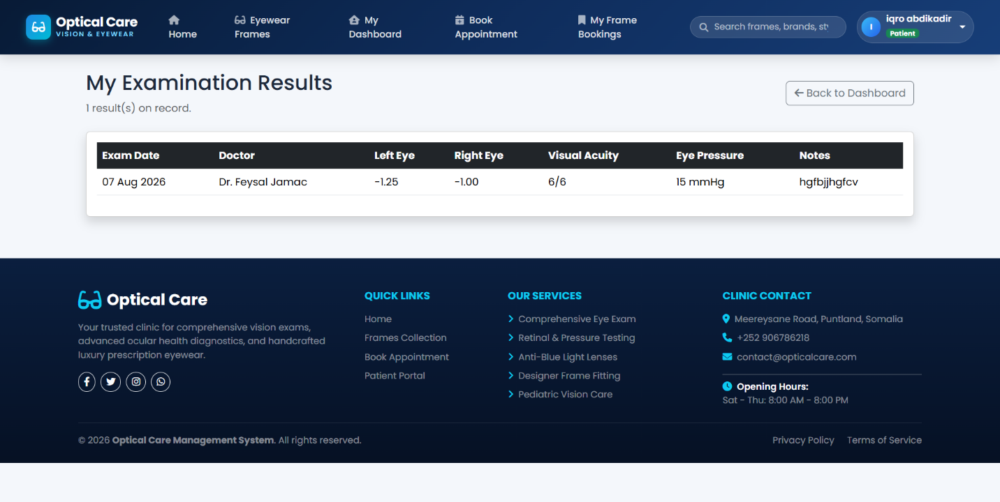 Optical Care
VISION & EYEWEAR
Home
Eyewear Frames
My Dashboard
Book Appointment
My Frame Bookings
Search frames, brands, sty
I
iqro abdikadir
Patient
My Examination Results
1 result(s) on record.
Back to Dashboard
Exam Date Doctor Left Eye Right Eye Visual Acuity Eye Pressure Notes
07 Aug 2026 Dr. Feysal Jamac -1.25 -1.00 6/6 15 mmHg hgfbjjhgfcv
Optical Care
Your trusted clinic for comprehensive vision exams,
advanced ocular health diagnostics, and handcrafted
luxury prescription eyewear.
QUICK LINKS
Home
Frames Collection
Book Appointment
Patient Portal
OUR SERVICES
Comprehensive Eye Exam
Retinal & Pressure Testing
Anti-Blue Light Lenses
Designer Frame Fitting
Pediatric Vision Care
CLINIC CONTACT
Meereysane Road, Puntland, Somalia
+252 906786218
contact@opticalcare.com
Opening Hours:
Sat - Thu: 8:00 AM - 8:00 PM
© 2026 Optical Care Management System. All rights reserved.
Privacy Policy Terms of Service